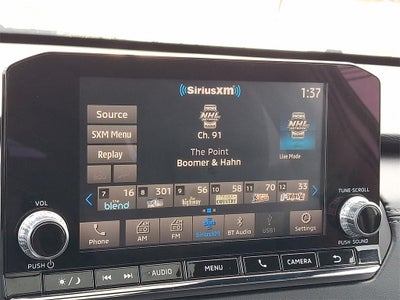 SiriusXM
1:37
Source
NHL
NHL
SXM Menu
Ch. 91
Replay
The Point
Live Mode
Boomer & Hahn
7 16 8 301 9 56 10 58 11 70 12 33
the blend
VOL
TUNE SCROLL
Phone AM FM SiriusXM BT Audio USB1 Settings
PUSH
PUSH SOUND
AUDIO MENU CAMERA